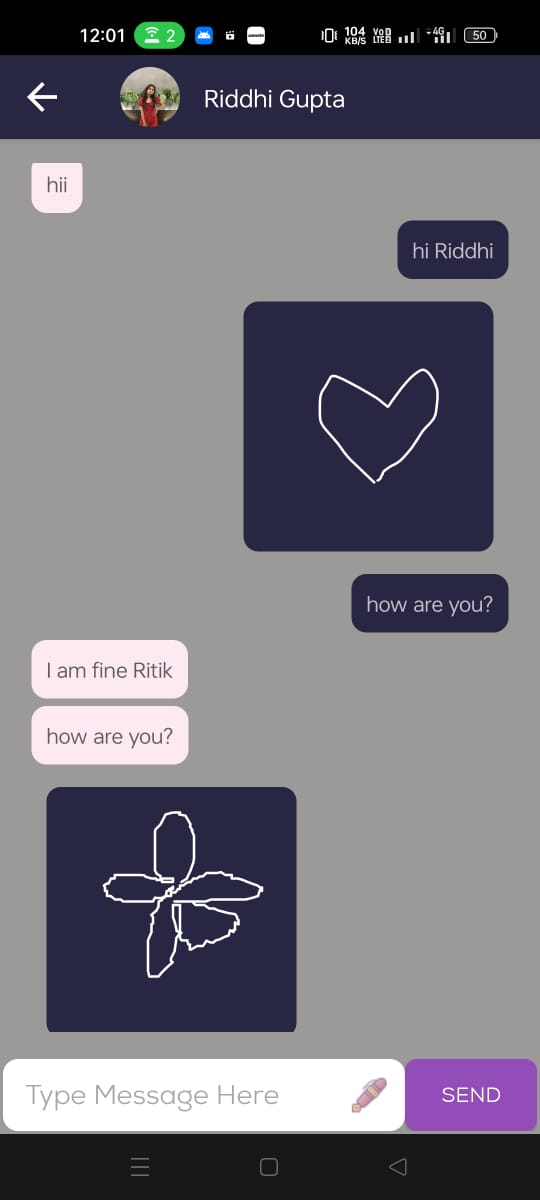 12:01
2
104
KB/S
VoD
LTE
4G
50
Riddhi Gupta
hii
hi Riddhi
how are you?
I am fine Ritik
how are you?
Type Message Here
SEND